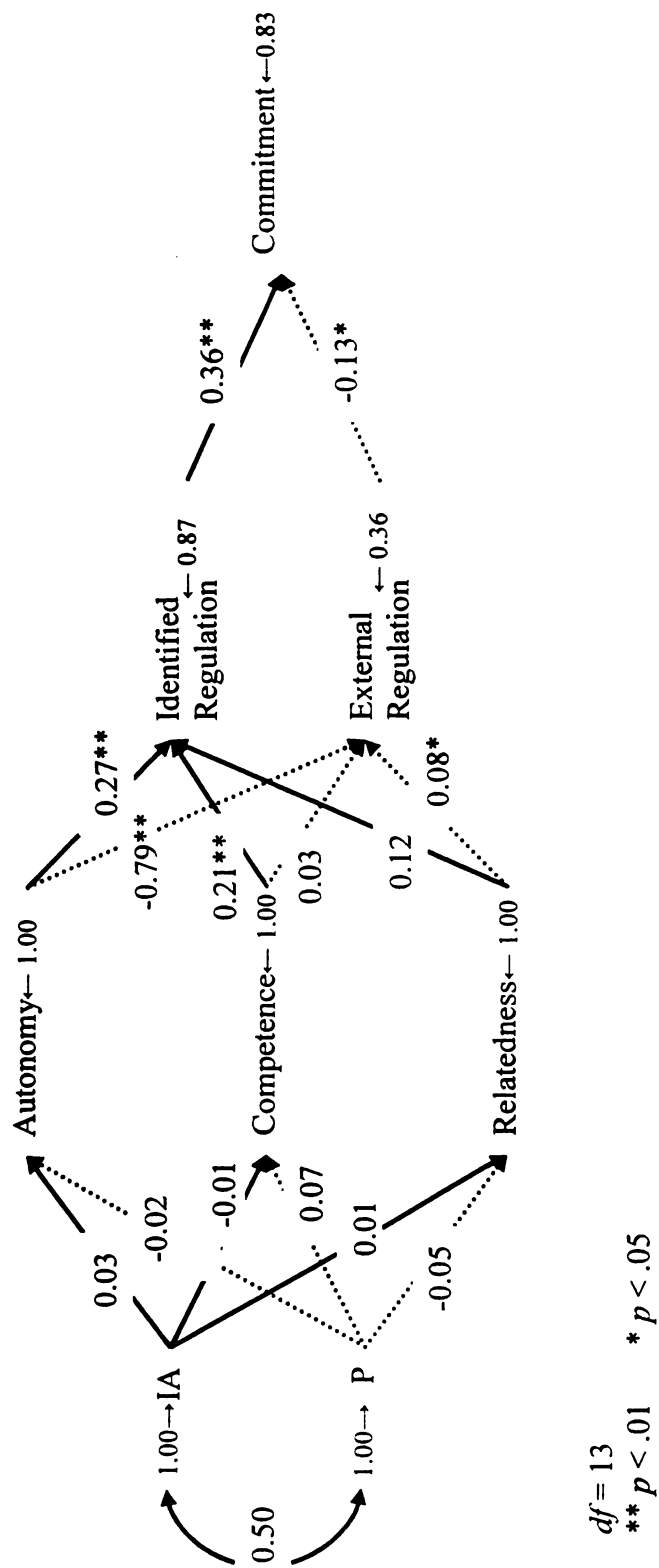 0.50
1.00→IA
1.00→ P
0.03
-0.02
-0.01
0.07
0.01
-0.05
Autonomy← 1.00
Competence← 1.00
Relatedness← 1.00
0.27**
-0.79**
0.21**
0.03
0.12
0.08*
Identified
Regulation ← 0.87
External
Regulation ← 0.36
0.36**
-0.13*
Commitment ←0.83
df = 13
** p < .01 * p < .05